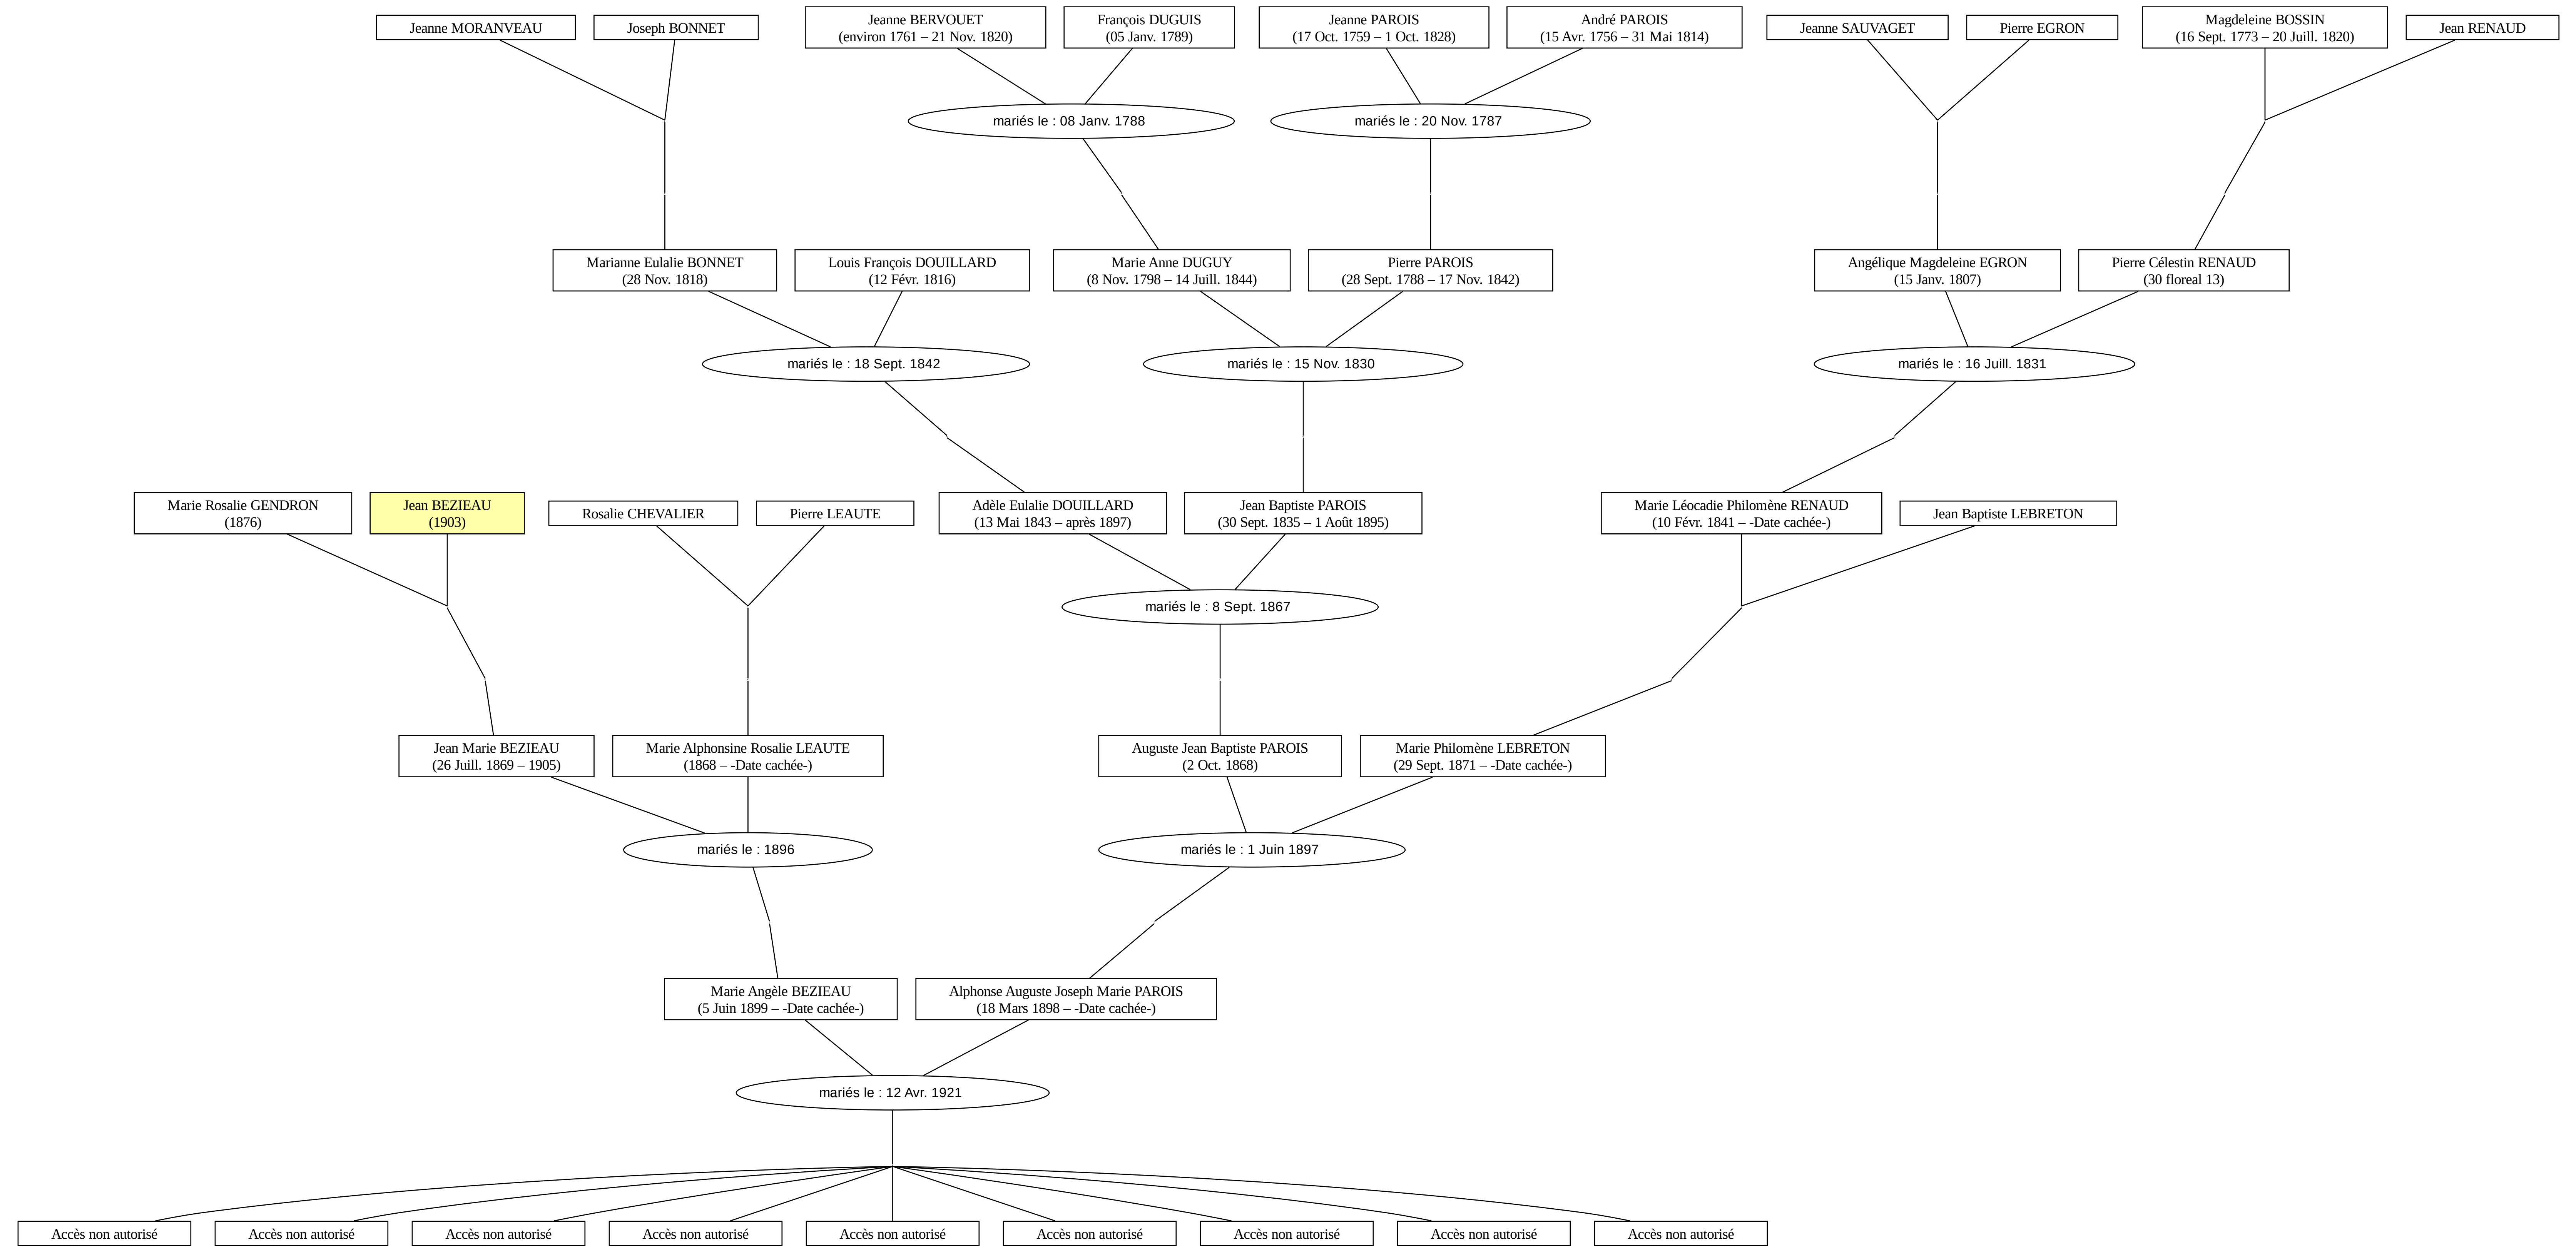 Jeanne MORANVEAU
Joseph BONNET
Jeanne BERVOUET
(environ 1761 – 21 Nov. 1820)
François DUGUIS
(05 Janv. 1789)
Jeanne PAROIS
(17 Oct. 1759 – 1 Oct. 1828)
André PAROIS
(15 Avr. 1756 – 31 Mai 1814)
Jeanne SAUVAGET
Pierre EGRON
Magdeleine BOSSIN
(16 Sept. 1773 – 20 Juill. 1820)
Jean RENAUD
mariés le : 08 Janv. 1788
mariés le : 20 Nov. 1787
Marianne Eulalie BONNET
(28 Nov. 1818)
Louis François DOUILLARD
(12 Févr. 1816)
Marie Anne DUGUY
(8 Nov. 1798 – 14 Juill. 1844)
Pierre PAROIS
(28 Sept. 1788 – 17 Nov. 1842)
Angélique Magdeleine EGRON
(15 Janv. 1807)
Pierre Célestin RENAUD
(30 floreal 13)
mariés le : 18 Sept. 1842
mariés le : 15 Nov. 1830
mariés le : 16 Juill. 1831
Marie Rosalie GENDRON
(1876)
Jean BEZIEAU
(1903)
Rosalie CHEVALIER
Pierre LEAUTE
Adèle Eulalie DOUILLARD
(13 Mai 1843 – après 1897)
Jean Baptiste PAROIS
(30 Sept. 1835 – 1 Août 1895)
Marie Léocadie Philomène RENAUD
(10 Févr. 1841 – -Date cachée-)
Jean Baptiste LEBRETON
mariés le : 8 Sept. 1867
Jean Marie BEZIEAU
(26 Juill. 1869 – 1905)
Marie Alphonsine Rosalie LEAUTE
(1868 – -Date cachée-)
Auguste Jean Baptiste PAROIS
(2 Oct. 1868)
Marie Philomène LEBRETON
(29 Sept. 1871 – -Date cachée-)
mariés le : 1896
mariés le : 1 Juin 1897
Marie Angèle BEZIEAU
(5 Juin 1899 – -Date cachée-)
Alphonse Auguste Joseph Marie PAROIS
(18 Mars 1898 – -Date cachée-)
mariés le : 12 Avr. 1921
Accès non autorisé
Accès non autorisé
Accès non autorisé
Accès non autorisé
Accès non autorisé
Accès non autorisé
Accès non autorisé
Accès non autorisé
Accès non autorisé